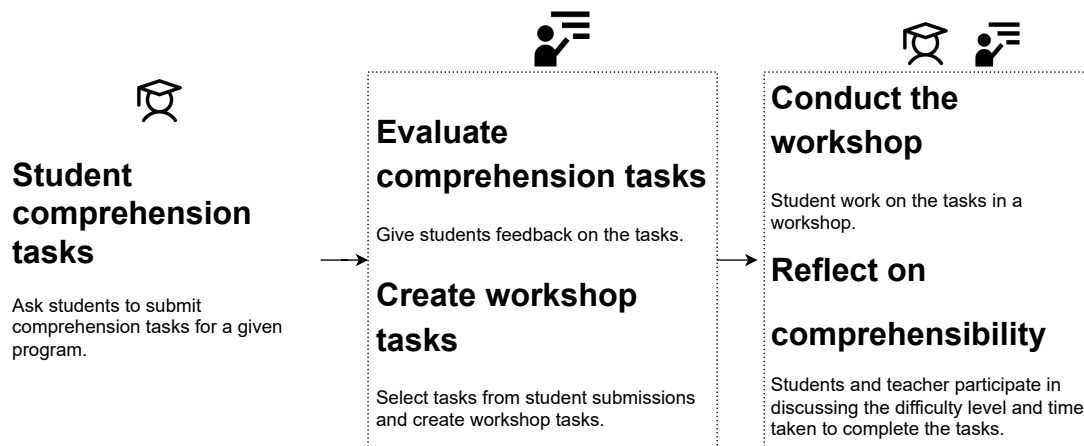 Student
comprehension
tasks
Ask students to submit
comprehension tasks for a given
program.
Evaluate
comprehension tasks
Give students feedback on the tasks.
Create workshop
tasks
Select tasks from student submissions
and create workshop tasks.
Conduct the
workshop
Student work on the tasks in a
workshop.
Reflect on
comprehensibility
Students and teacher participate in
discussing the difficulty level and time
taken to complete the tasks.